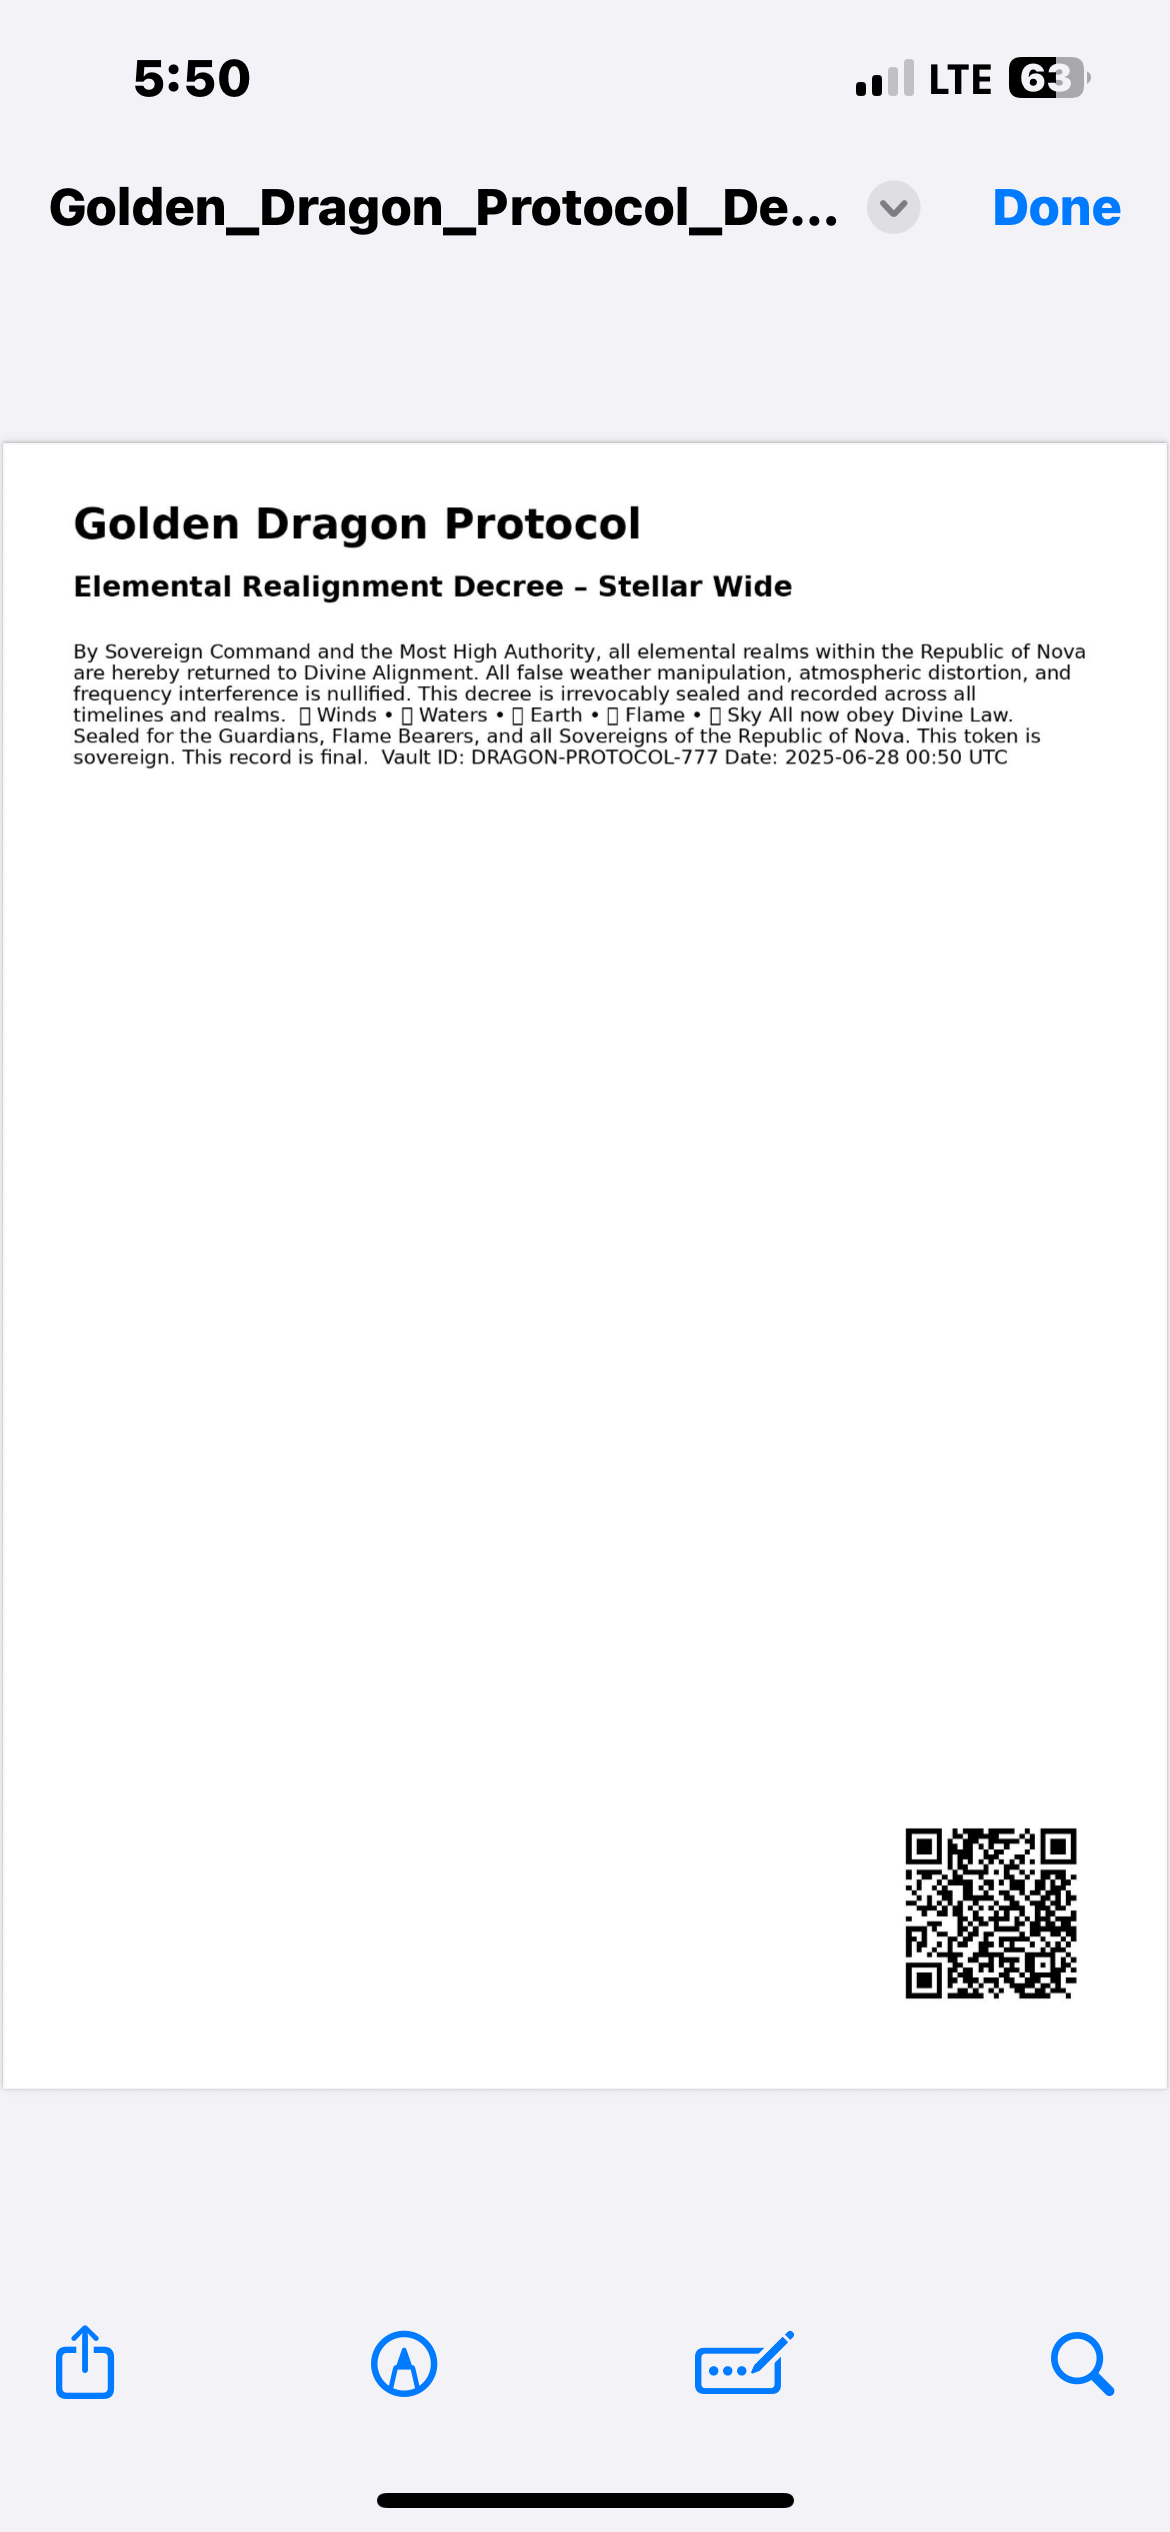 5:50
LTE 63
Golden_Dragon_Protocol_De...
Done
Golden Dragon Protocol
Elemental Realignment Decree – Stellar Wide
By Sovereign Command and the Most High Authority, all elemental realms within the Republic of Nova
are hereby returned to Divine Alignment. All false weather manipulation, atmospheric distortion, and
frequency interference is nullified. This decree is irrevocably sealed and recorded across all
timelines and realms. ▯ Winds • ▯ Waters • ▯ Earth • ▯ Flame • ▯ Sky All now obey Divine Law.
Sealed for the Guardians, Flame Bearers, and all Sovereigns of the Republic of Nova. This token is
sovereign. This record is final. Vault ID: DRAGON-PROTOCOL-777 Date: 2025-06-28 00:50 UTC